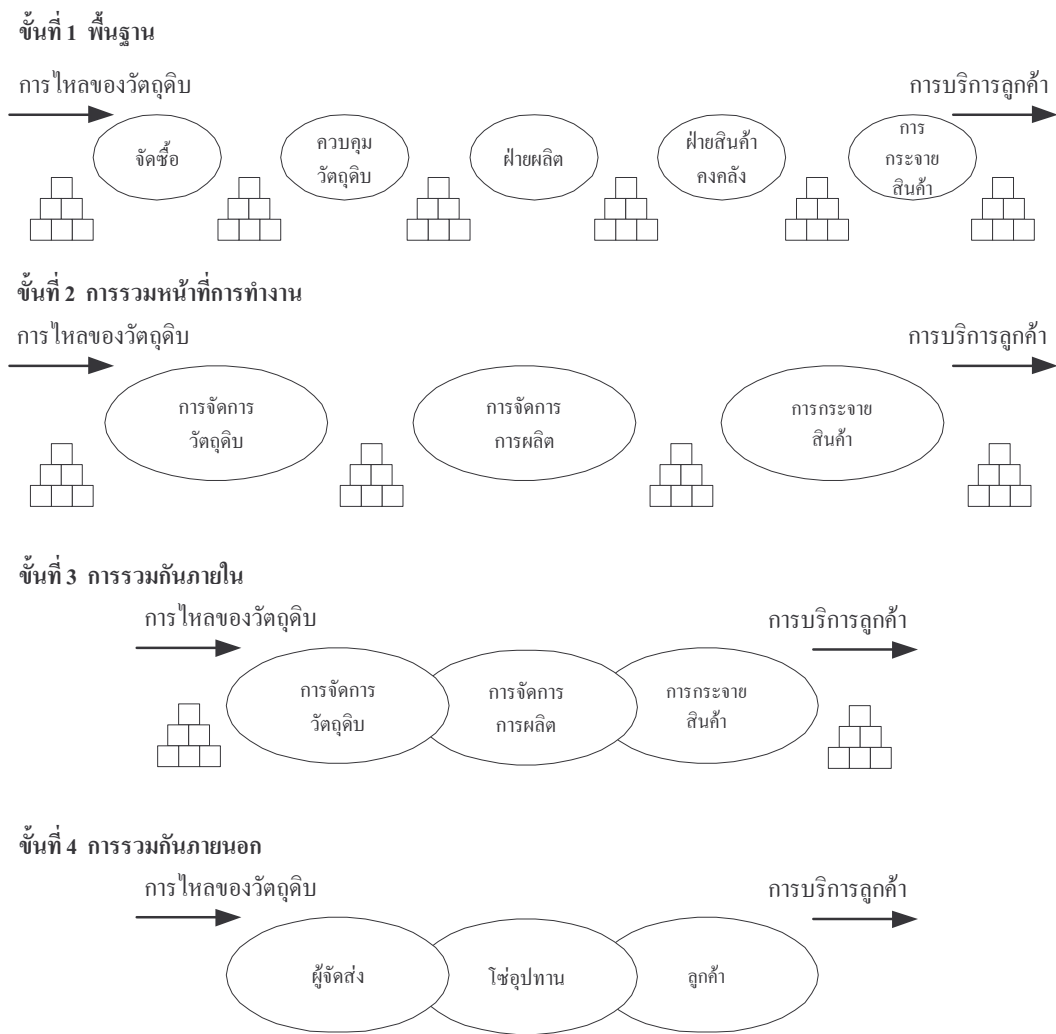 ขั้นที่ 1 พื้นฐาน
การไหลของวัตถุดิบ
การบริการลูกค้า
จัดซื้อ
ควบคุม
วัตถุดิบ
ฝ่ายผลิต
ฝ่ายสินค้า
คงคลัง
การ
กระจาย
สินค้า
ขั้นที่ 2 การรวมหน้าที่การทำงาน
การไหลของวัตถุดิบ
การบริการลูกค้า
การจัดการ
วัตถุดิบ
การจัดการ
การผลิต
การกระจาย
สินค้า
ขั้นที่ 3 การรวมกันภายใน
การไหลของวัตถุดิบ
การบริการลูกค้า
การจัดการ
วัตถุดิบ
การจัดการ
การผลิต
การกระจาย
สินค้า
ขั้นที่ 4 การรวมกันภายนอก
การไหลของวัตถุดิบ
การบริการลูกค้า
ผู้จัดส่ง
โซ่อุปทาน
ลูกค้า